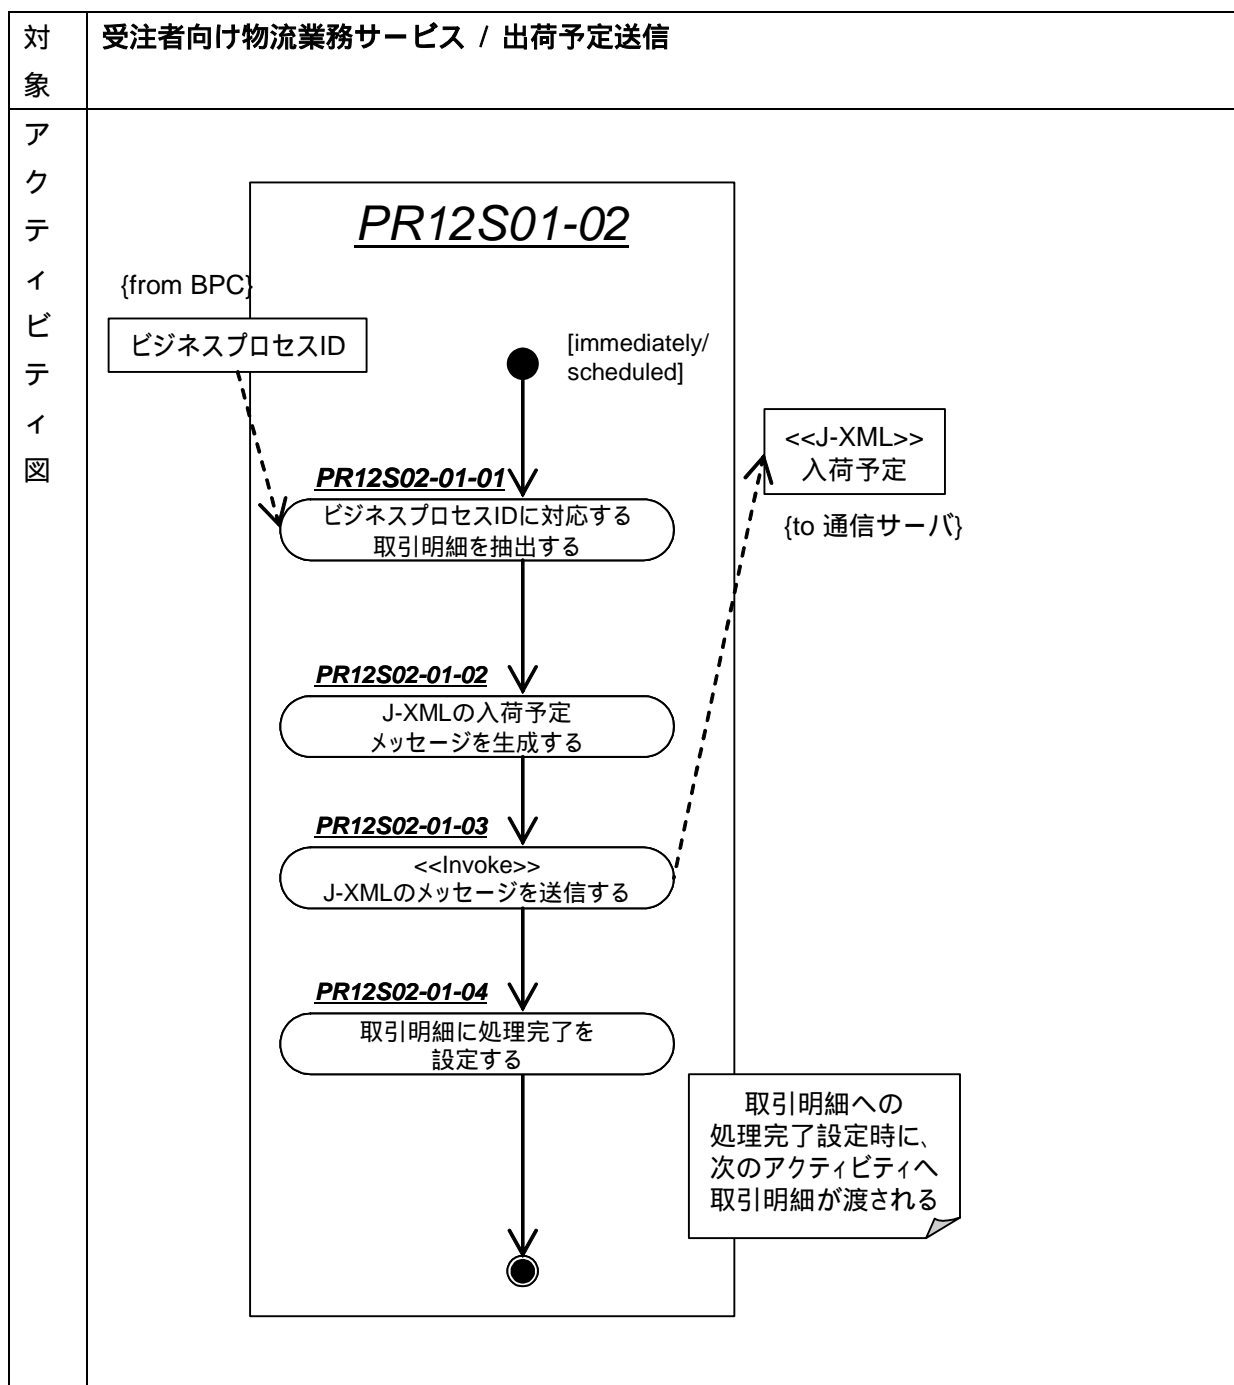 対象
受注者向け物流業務サービス / 出荷予定送信
アクティビティ図
PR12S01-02
{from BPC}
ビジネスプロセスID
[immediately/
scheduled]
<<J-XML>>
入荷予定
{to 通信サーバ}
PR12S02-01-01
ビジネスプロセスIDに対応する
取引明細を抽出する
PR12S02-01-02
J-XMLの入荷予定
メッセージを生成する
PR12S02-01-03
<<Invoke>>
J-XMLのメッセージを送信する
PR12S02-01-04
取引明細に処理完了を
設定する
取引明細への
処理完了設定時に、
次のアクティビティへ
取引明細が渡される